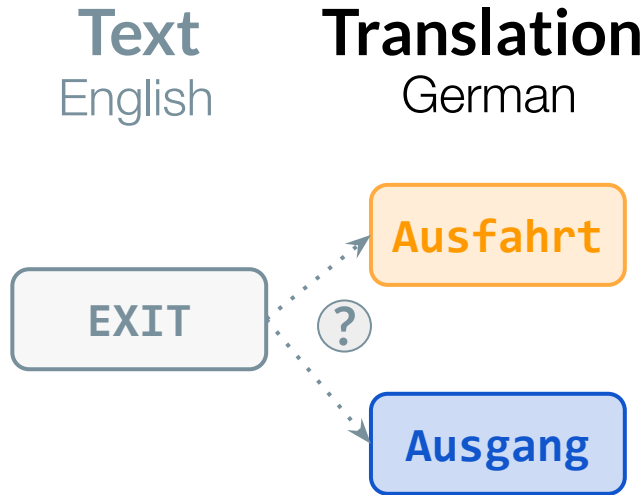 Text
English
Translation
German
EXIT
?
Ausfahrt
Ausgang